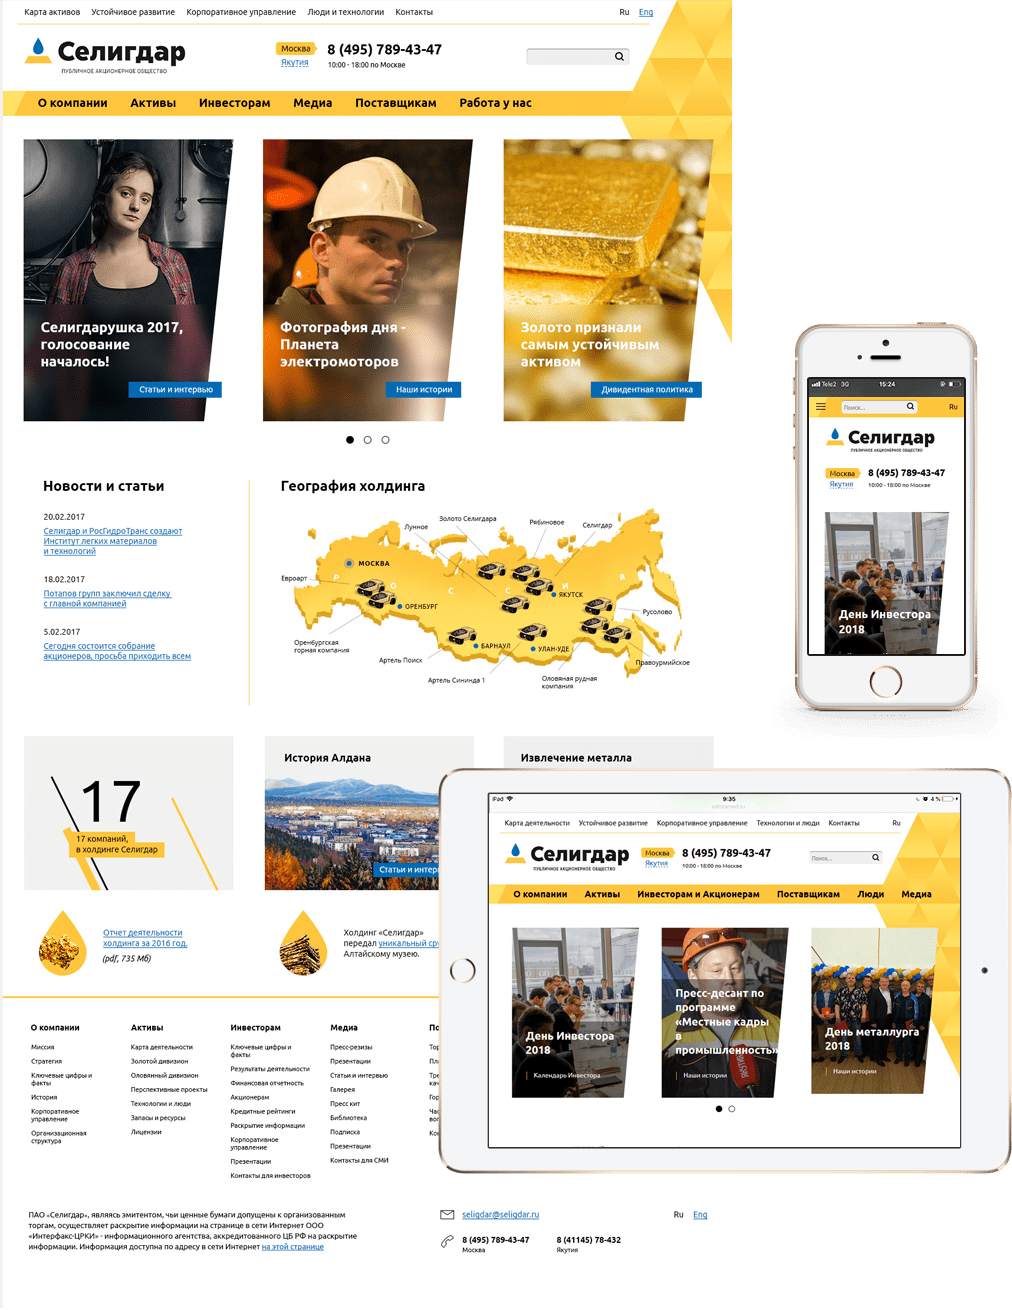 Карта активов Устойчивое развитие Корпоративное управление Люди и технологии Контакты Ru Eng
Селигдар
ПУБЛИЧНОЕ АКЦИОНЕРНОЕ ОБЩЕСТВО
Москва 8 (495) 789-43-47
Якутия 10:00 - 18:00 по Москве
О компании Активы Инвесторам Медиа Поставщикам Работа у нас
Селигдарушка 2017,
голосование
началось!
Статьи и интервью
Фотография дня -
Планета
электромоторов
Наши истории
Золото признали
самым устойчивым
активом
Дивидентная политика
Новости и статьи
20.02.2017
Селигдар и РосГидроТранс создают
Институт легких материалов
и технологий
18.02.2017
Потапов групп заключил сделку
с главной компанией
5.02.2017
Сегодня состоится собрание
акционеров, просьба приходить всем
География холдинга
Золото Селигдара
Лунное
Рябиновое
Селигдар
МОСКВА
Евроарт
РОССИЯ
ОРЕНБУРГ
ЯКУТСК
Русолово
Оренбургская
горная компания
БАРНАУЛ
УЛАН-УДЕ
Артель Поиск
Правоурмийское
Артель Сининда 1
Оловяная рудная
компания
17
17 компаний,
в холдинге Селигдар
История Алдана
Статьи и интер
Извлечение металла
Отчет деятельности
холдинга за 2016 год.
(pdf, 735 Мб)
Холдинг «Селигдар»
передал уникальный сру
Алтайскому музею.
О компании
Миссия
Стратегия
Ключевые цифры и
факты
История
Корпоративное
управление
Организационная
структура
Активы
Карта деятельности
Золотой дивизион
Оловянный дивизион
Перспективные проекты
Технологии и люди
Запасы и ресурсы
Лицензии
Инвесторам
Ключевые цифры и
факты
Результаты деятельности
Финансовая отчетность
Акционерам
Кредитные рейтинги
Раскрытие информации
Корпоративное
управление
Презентации
Контакты для инвесторов
Медиа
Пресс-резизы
Презентации
Статьи и интервью
Галерея
Пресс кит
Библиотека
Подписка
Презентации
Контакты для СМИ
По
Тор
Пла
Тре
кач
Гор
Час
воп
Кон
ПАО «Селигдар», являясь эмитентом, чьи ценные бумаги допущены к организованным
торгам, осуществляет раскрытие информации на странице в сети Интернет ООО
«Интерфакс-ЦРКИ» - информационного агентства, аккредитованного ЦБ РФ на раскрытие
информации. Информация доступна по адресу в сети Интернет на этой странице
seligdar@seligdar.ru
Ru Eng
8 (495) 789-43-47 8 (41145) 78-432
Москва Якутия
Tele2 3G 15:24
Поиск... Ru
Селигдар
ПУБЛИЧНОЕ АКЦИОНЕРНОЕ ОБЩЕСТВО
Москва 8 (495) 789-43-47
Якутия 10:00 - 18:00 по Москве
День Инвестора
2018
iPad 9:35 4 %
Карта деятельности Устойчивое развитие Корпоративное управление Технологии и люди Контакты Ru
Селигдар
ПУБЛИЧНОЕ АКЦИОНЕРНОЕ ОБЩЕСТВО
Москва 8 (495) 789-43-47
Якутия 10:00 - 18:00 по Москве
Поиск...
О компании Активы Инвесторам и Акционерам Поставщикам Люди Медиа
День Инвестора
2018
Календарь Инвестора
Пресс-десант по
программе
«Местные кадры
в
промышленность»
Наши истории
День металлурга
2018
Наши истории